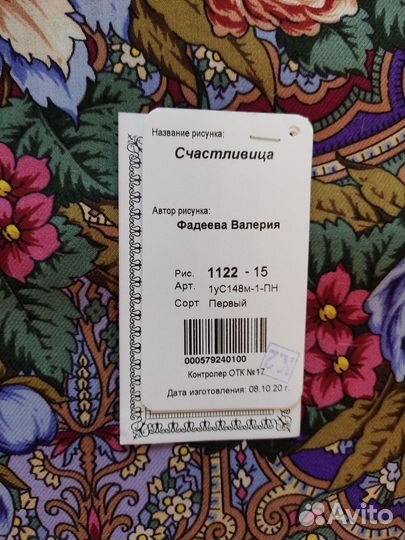 Название рисунка:
Счастливица
Автор рисунка:
Фадеева Валерия
Рис. 1122 - 15
Арт. 1уС148м-1-ПН
Сорт Первый
000579240100
Контролер ОТК №17
Дата изготовления: 08.10.20 г.
Avito